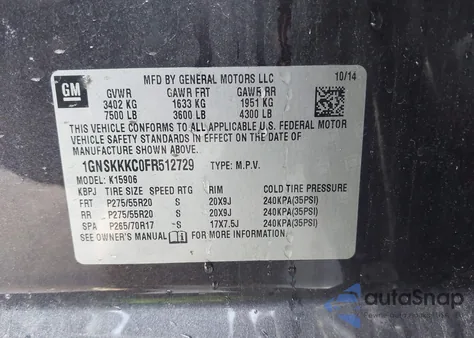 MFD BY GENERAL MOTORS LLC 10/14
GM
GVWR GAWR FRT GAWR RR
3402 KG 1633 KG 1951 KG
7500 LB 3600 LB 4300 LB
THIS VEHICLE CONFORMS TO ALL APPLICABLE U.S. FEDERAL MOTOR
VEHICLE SAFETY STANDARDS IN EFFECT ON THE DATE OF
MANUFACTURE SHOWN ABOVE.
1GNSKKKC0FR512729 TYPE: M.P.V.
MODEL: K15906
KBPJ TIRE SIZE SPEED RTG RIM COLD TIRE PRESSURE
FRT P275/55R20 S 20X9J 240KPA(35PSI)
RR P275/55R20 S 20X9J 240KPA(35PSI)
SPA P265/70R17 S 17X7.5J 240KPA(35PSI)
SEE OWNER'S MANUAL FOR MORE INFORMATION.
autoSnap